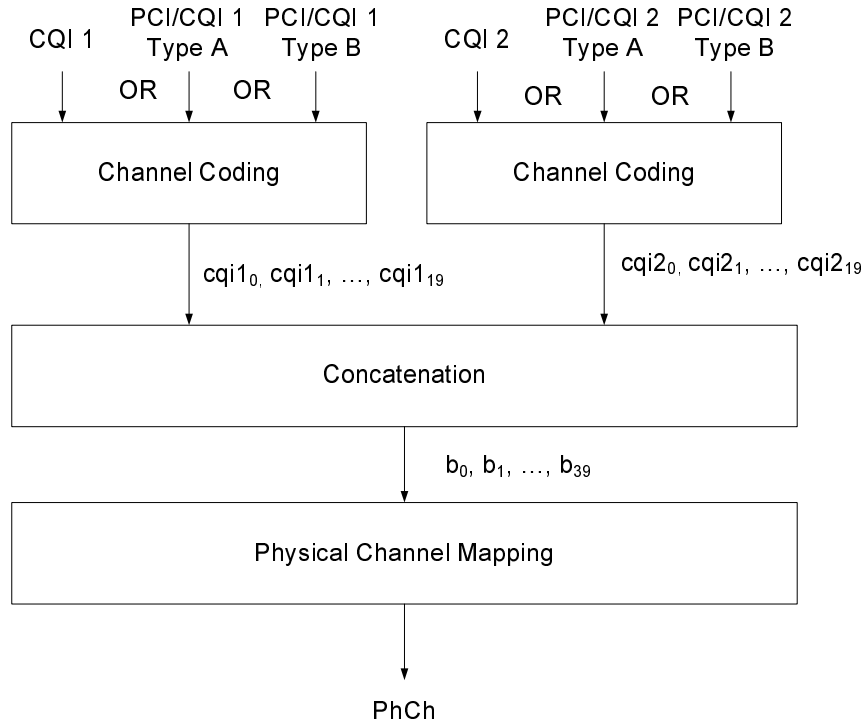 CQI 1
PCI/CQI 1
Type A
PCI/CQI 1
Type B
CQI 2
PCI/CQI 2
Type A
PCI/CQI 2
Type B
OR
OR
OR
OR
Channel Coding
Channel Coding
cqi1₀, cqi1₁, …, cqi1₁₉
cqi2₀, cqi2₁, …, cqi2₁₉
Concatenation
b₀, b₁, …, b₃₉
Physical Channel Mapping
PhCh